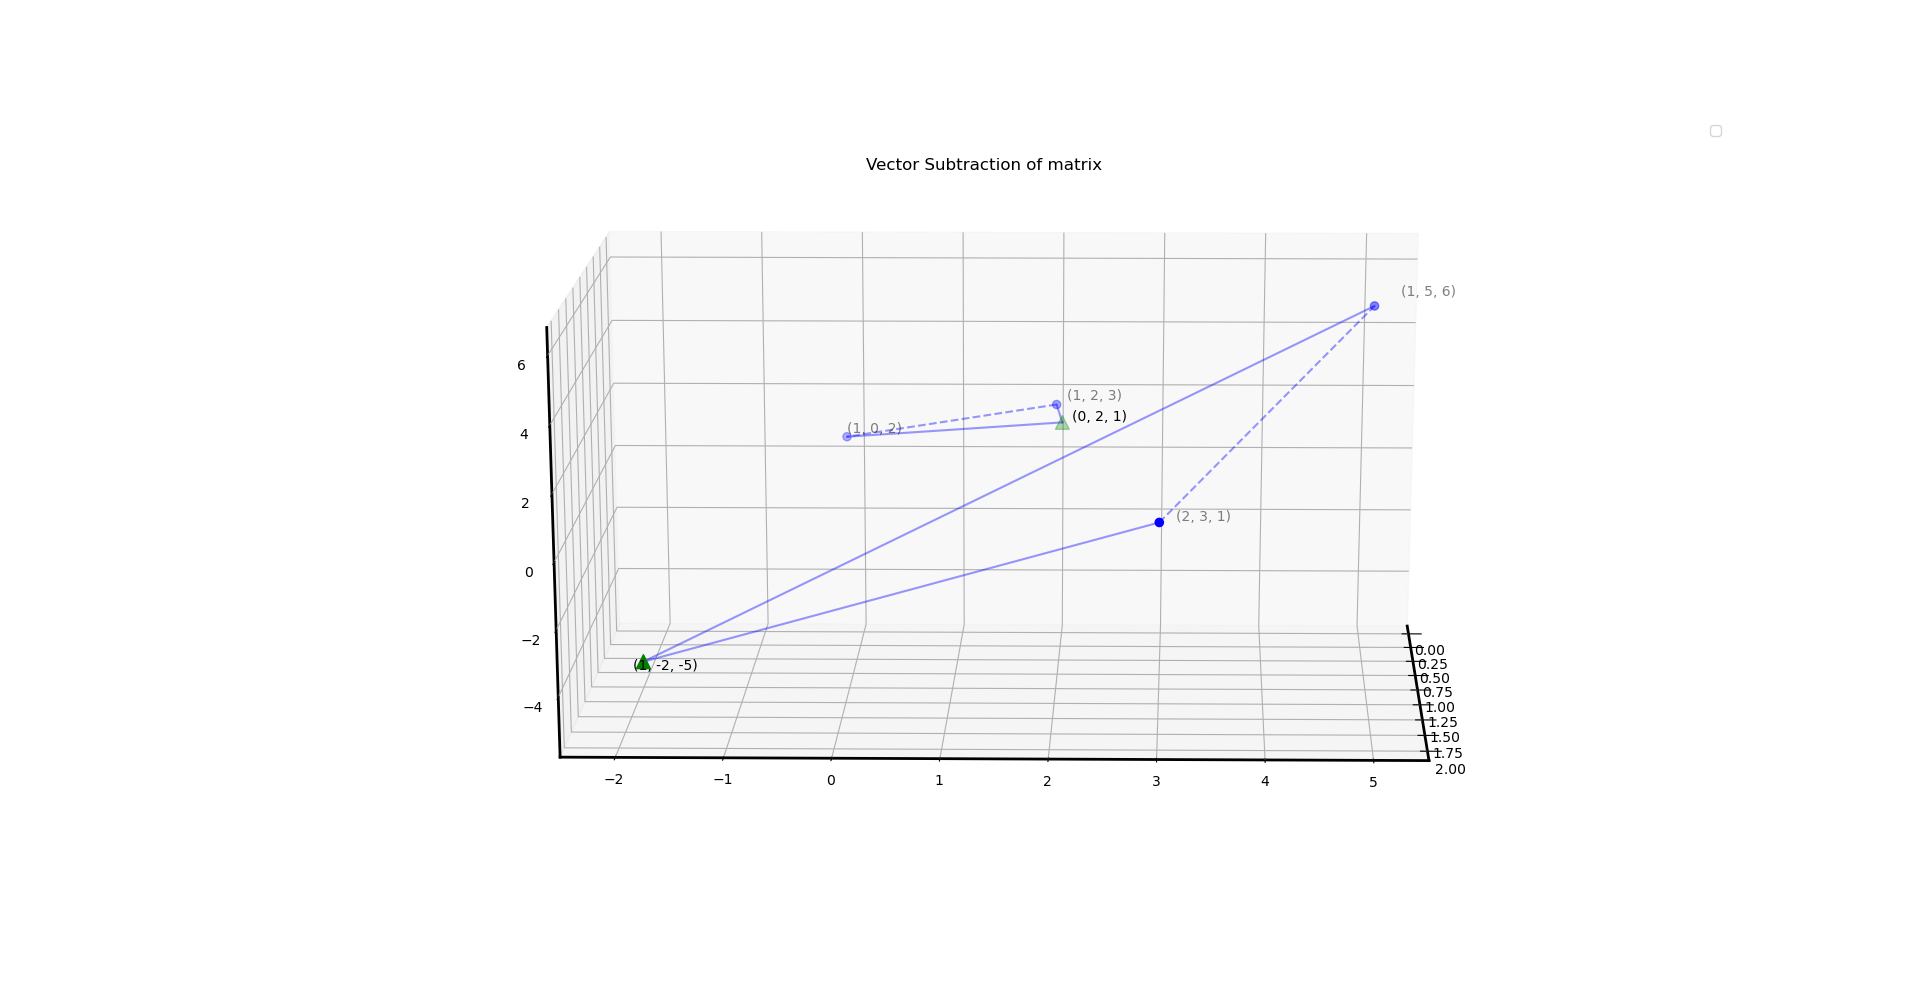 Vector Subtraction of matrix
(1, 5, 6)
(1, 2, 3)
(0, 2, 1)
(1, 0, 2)
(2, 3, 1)
(1, -2, -5)
6
4
2
0
−2
−4
0.00
0.25
0.50
0.75
1.00
1.25
1.50
1.75
2.00
−2 −1 0 1 2 3 4 5